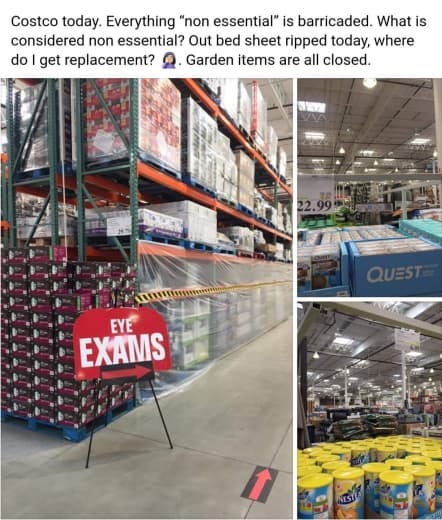 Costco today. Everything “non essential” is barricaded. What is
considered non essential? Out bed sheet ripped today, where
do I get replacement? 🤦🏻‍♀️. Garden items are all closed.
EYE
EXAMS
22.99
QUEST
NESTEA